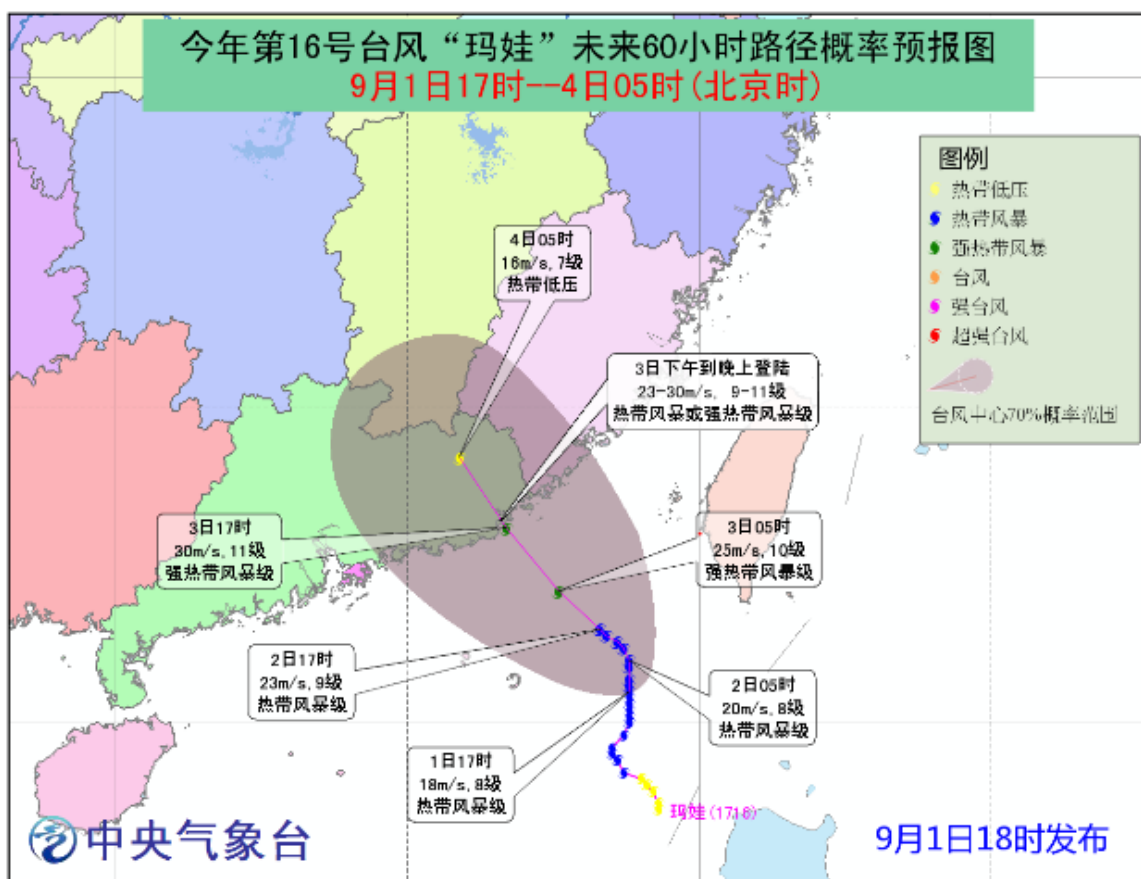 今年第16号台风“玛娃”未来60小时路径概率预报图
9月1日17时--4日05时(北京时)
图例
热带低压
热带风暴
强热带风暴
台风
强台风
超强台风
台风中心70%概率范围
4日05时
16m/s,7级
热带低压
3日下午到晚上登陆
23-30m/s, 9-11级
热带风暴或强热带风暴级
3日17时
30m/s,11级
强热带风暴级
3日05时
25m/s,10级
强热带风暴级
2日17时
23m/s,9级
热带风暴级
2日05时
20m/s,8级
热带风暴级
1日17时
18m/s,8级
热带风暴级
玛娃(1716)
中央气象台
9月1日18时发布